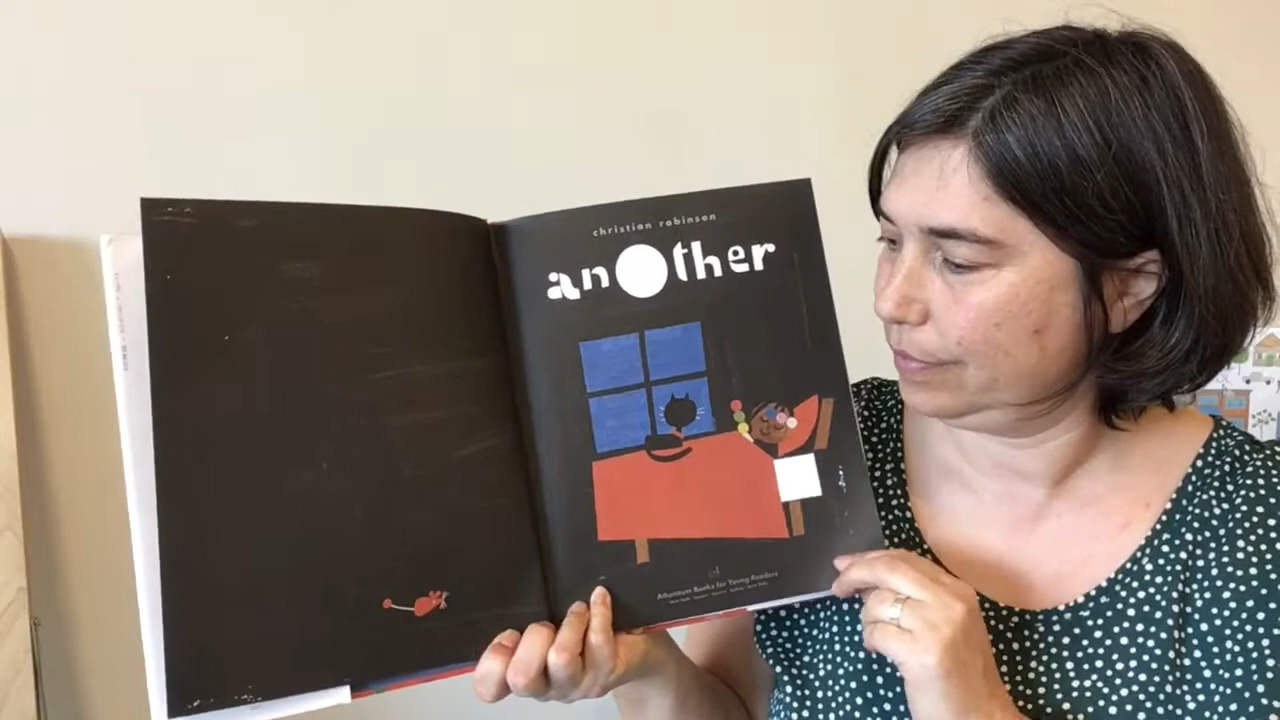 christian robinson
another
Atheneum Books for Young Readers